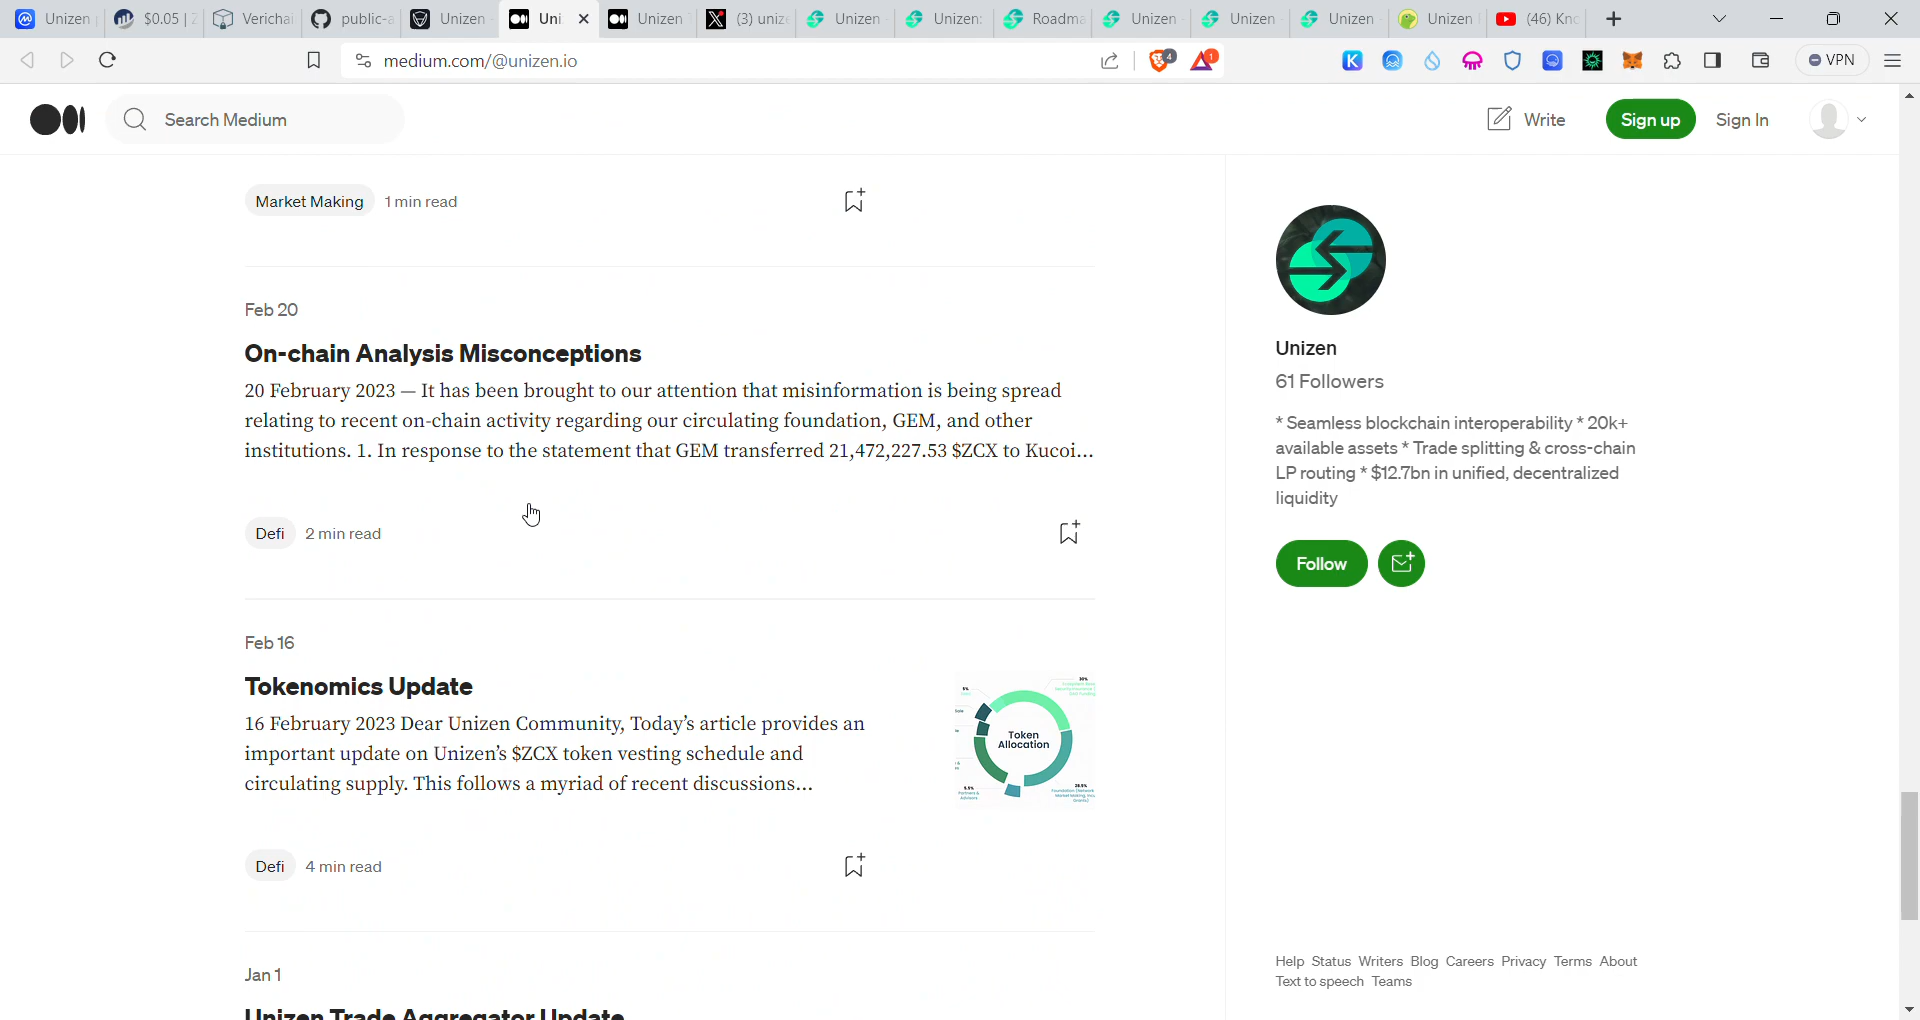 Unizen
$0.05 | Z
Verichai
public-a
Unizen
Uni
Unizen
(3) uniz
Unizen
Unizen:
Roadma
Unizen
Unizen
Unizen
Unizen
(46) Kno
medium.com/@unizen.io
4
1
VPN
Search Medium
Write
Sign up
Sign In
Market Making
1 min read
Feb 20
On-chain Analysis Misconceptions
20 February 2023 — It has been brought to our attention that misinformation is being spread
relating to recent on-chain activity regarding our circulating foundation, GEM, and other
institutions. 1. In response to the statement that GEM transferred 21,472,227.53 $ZCX to Kucoi...
Defi
2 min read
Feb 16
Tokenomics Update
16 February 2023 Dear Unizen Community, Today's article provides an
important update on Unizen's $ZCX token vesting schedule and
circulating supply. This follows a myriad of recent discussions...
Token
Allocation
30%
5%
5.5%
Partners &
Advisors
Defi
4 min read
Jan 1
Unizen Trade Aggregator Update
Unizen
61 Followers
* Seamless blockchain interoperability * 20k+
available assets * Trade splitting & cross-chain
LP routing * $12.7bn in unified, decentralized
liquidity
Follow
Help Status Writers Blog Careers Privacy Terms About
Text to speech Teams